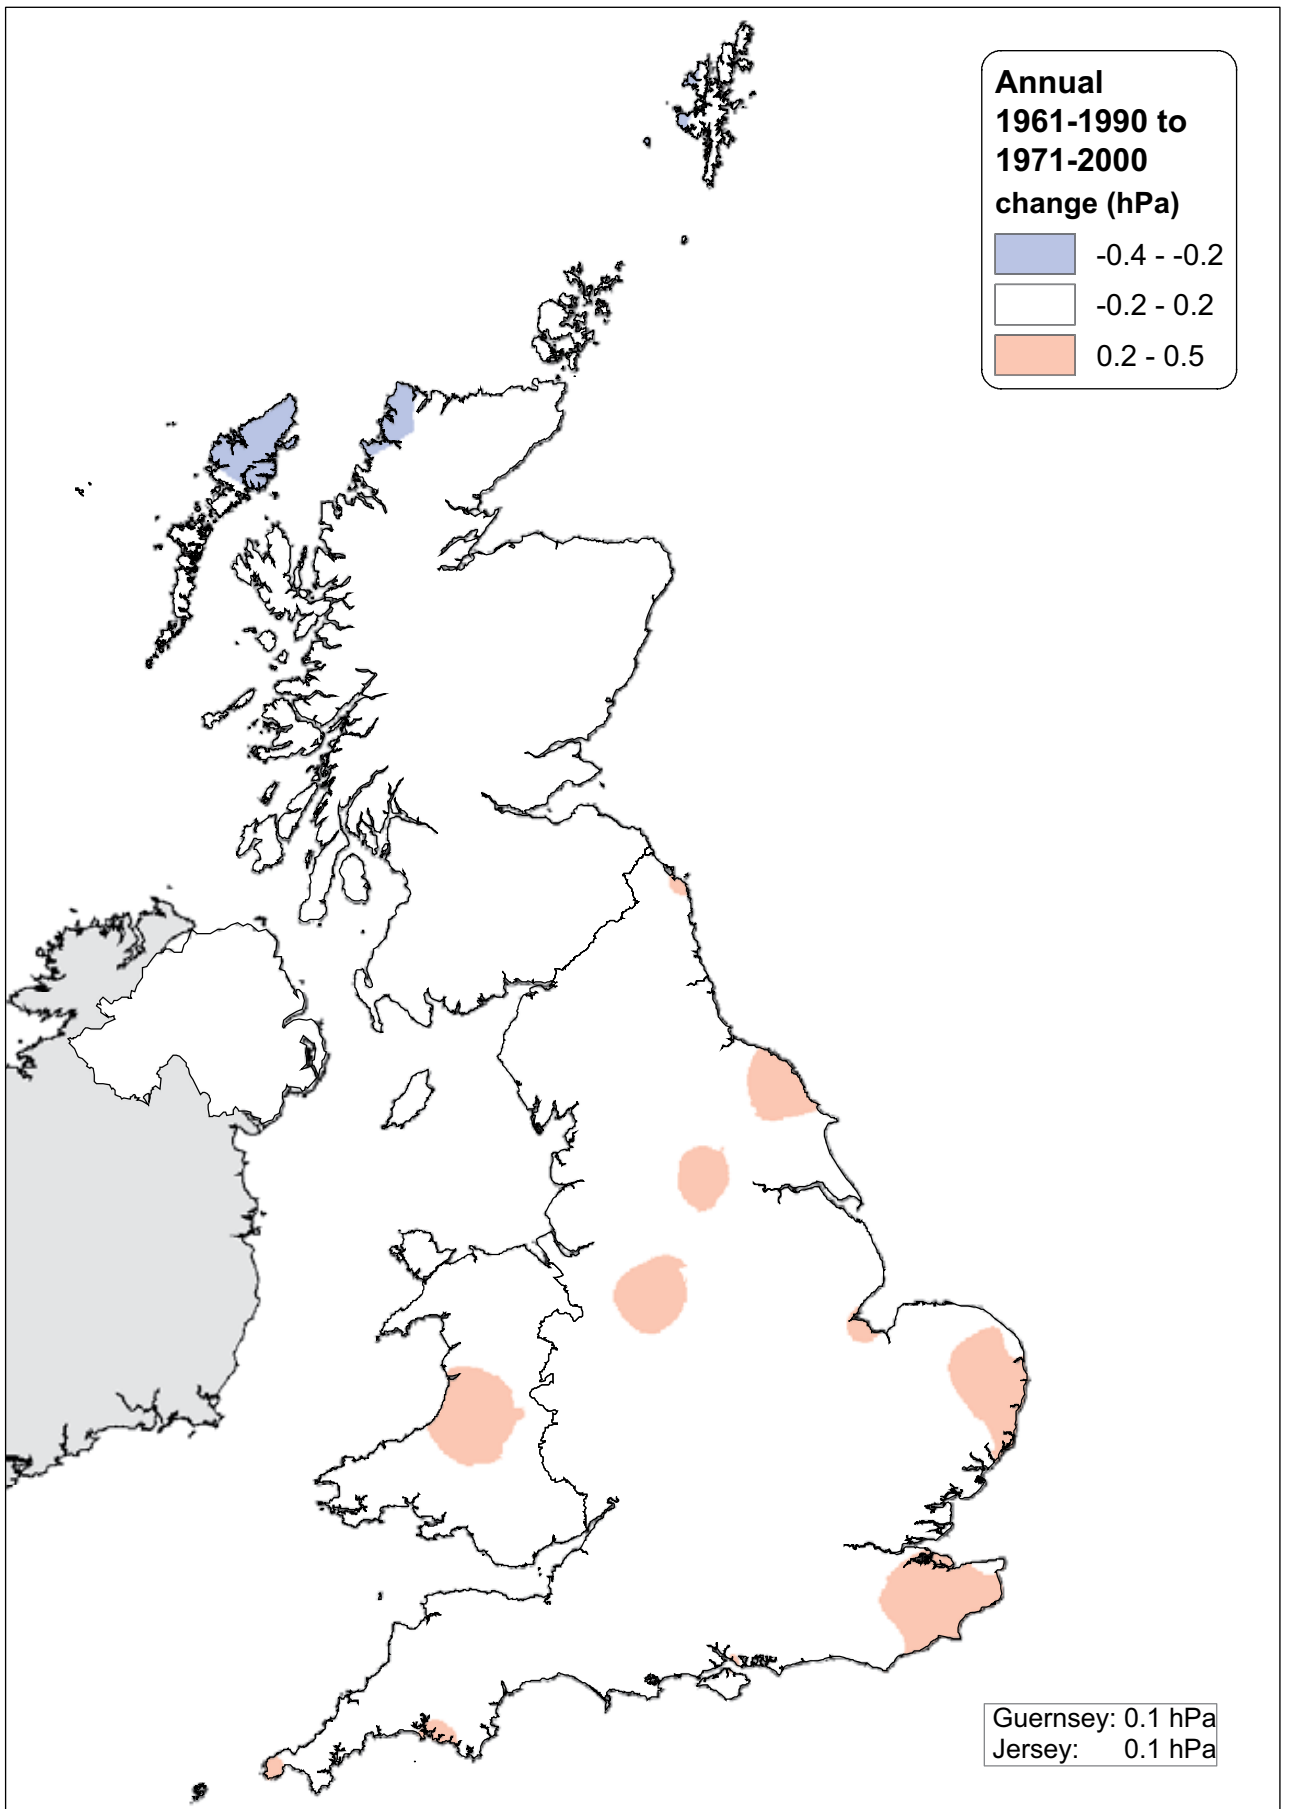 Annual
1961-1990 to
1971-2000
change (hPa)
-0.4 - -0.2
-0.2 - 0.2
0.2 - 0.5
Guernsey: 0.1 hPa
Jersey: 0.1 hPa